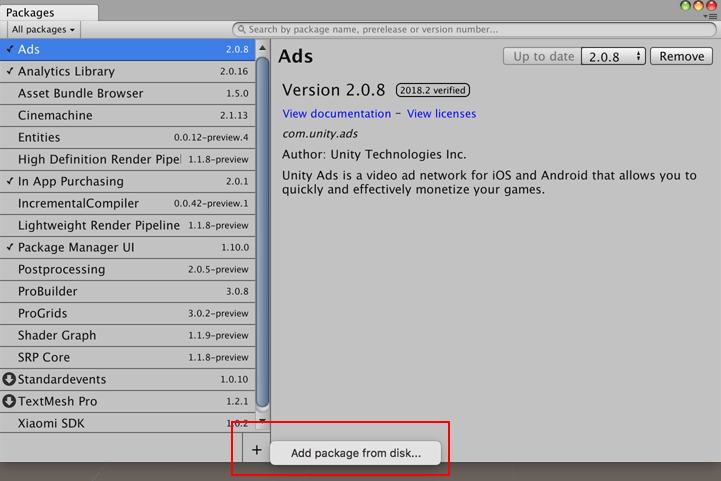 Packages
All packages
Search by package name, prerelease or version number...
Ads 2.0.8
Analytics Library 2.0.16
Asset Bundle Browser 1.5.0
Cinemachine 2.1.13
Entities 0.0.12-preview.4
High Definition Render Pipel 1.1.8-preview
In App Purchasing 2.0.1
IncrementalCompiler 0.0.42-preview.1
Lightweight Render Pipeline 1.1.8-preview
Package Manager UI 1.10.0
Postprocessing 2.0.5-preview
ProBuilder 3.0.8
ProGrids 3.0.2-preview
Shader Graph 1.1.9-preview
SRP Core 1.1.8-preview
Standardevents 1.0.10
TextMesh Pro 1.2.1
Xiaomi SDK 1.0.2
+ Add package from disk...
Ads
Up to date 2.0.8 Remove
Version 2.0.8 2018.2 verified
View documentation - View licenses
com.unity.ads
Author: Unity Technologies Inc.
Unity Ads is a video ad network for iOS and Android that allows you to
quickly and effectively monetize your games.